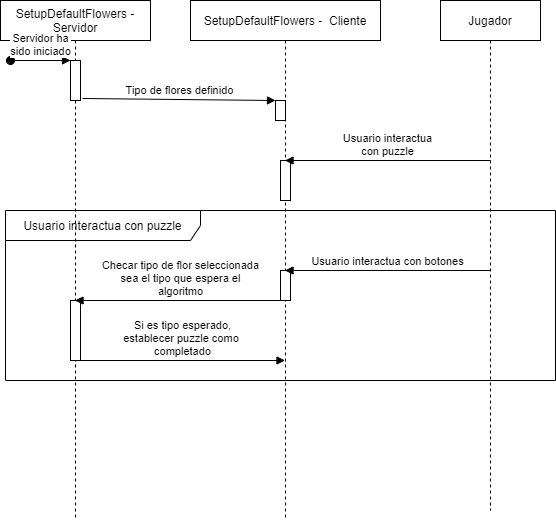 SetupDefaultFlowers -
Servidor
SetupDefaultFlowers - Cliente
Jugador
Servidor ha
sido iniciado
Tipo de flores definido
Usuario interactua
con puzzle
Usuario interactua con puzzle
Usuario interactua con botones
Checar tipo de flor seleccionada
sea el tipo que espera el
algoritmo
Si es tipo esperado,
establecer puzzle como
completado